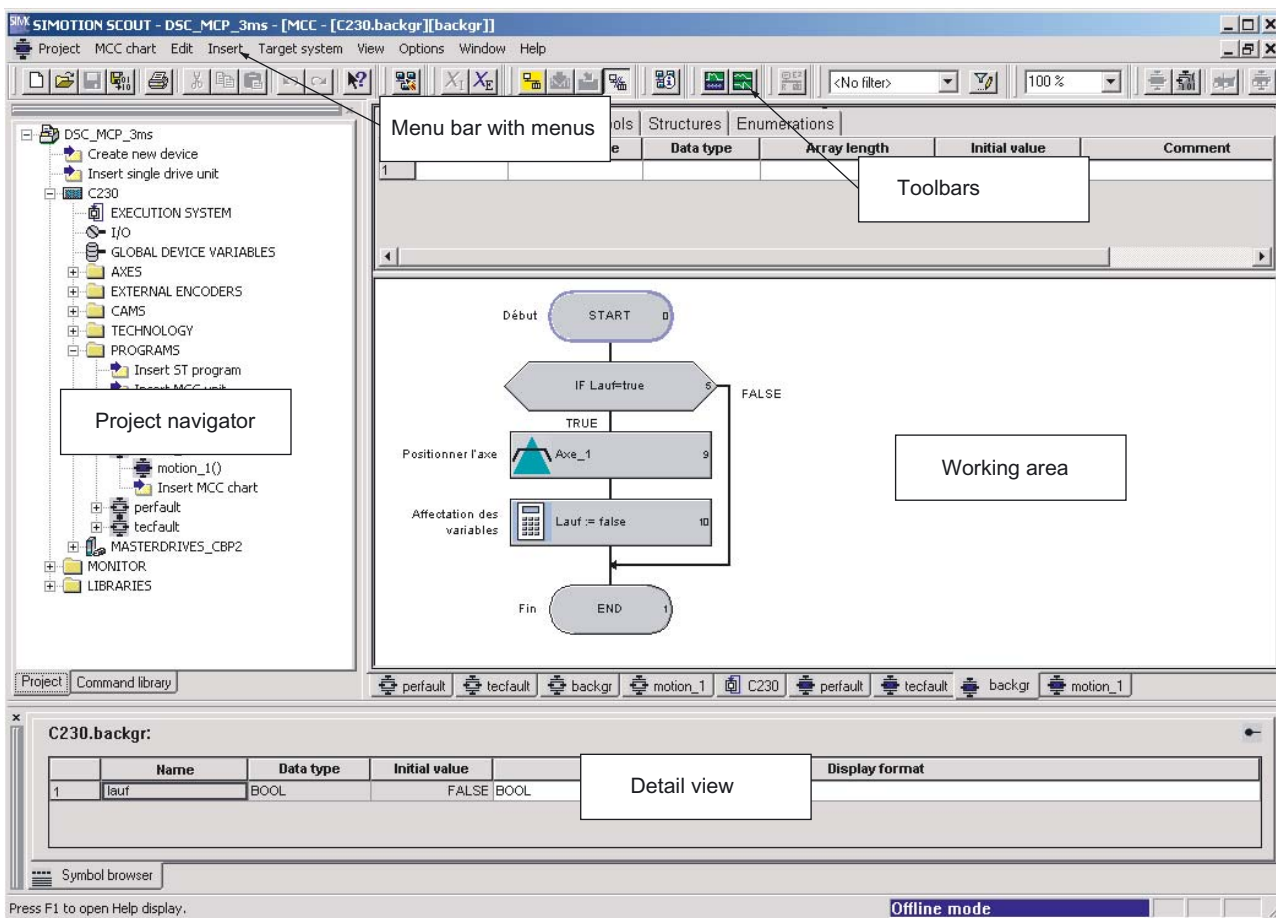 SIMOTION SCOUT - DSC_MCP_3ms - [MCC - [C230.backgr][backgr]]
Project MCC chart Edit Insert Target system View Options Window Help
<No filter> 100 %
Menu bar with menus
Toolbars
DSC_MCP_3ms
Create new device
Insert single drive unit
C230
EXECUTION SYSTEM
I/O
GLOBAL DEVICE VARIABLES
AXES
EXTERNAL ENCODERS
CAMS
TECHNOLOGY
PROGRAMS
Insert ST program
Insert MCC unit
Project navigator
motion_1()
Insert MCC chart
perfault
tecfault
MASTERDRIVES_CBP2
MONITOR
LIBRARIES
Project Command library
Structures Enumerations
Data type Array length Initial value Comment
1
Début START 0
IF Lauf=true 5
FALSE
TRUE
Positionner l'axe Axe_1 9
Affectation des
variables
Lauf := false 10
Fin END 1
Working area
perfault tecfault backgr motion_1 C230 perfault tecfault backgr motion_1
C230.backgr:
Name Data type Initial value Display format
1 lauf BOOL FALSE BOOL
Detail view
Symbol browser
Press F1 to open Help display.
Offline mode